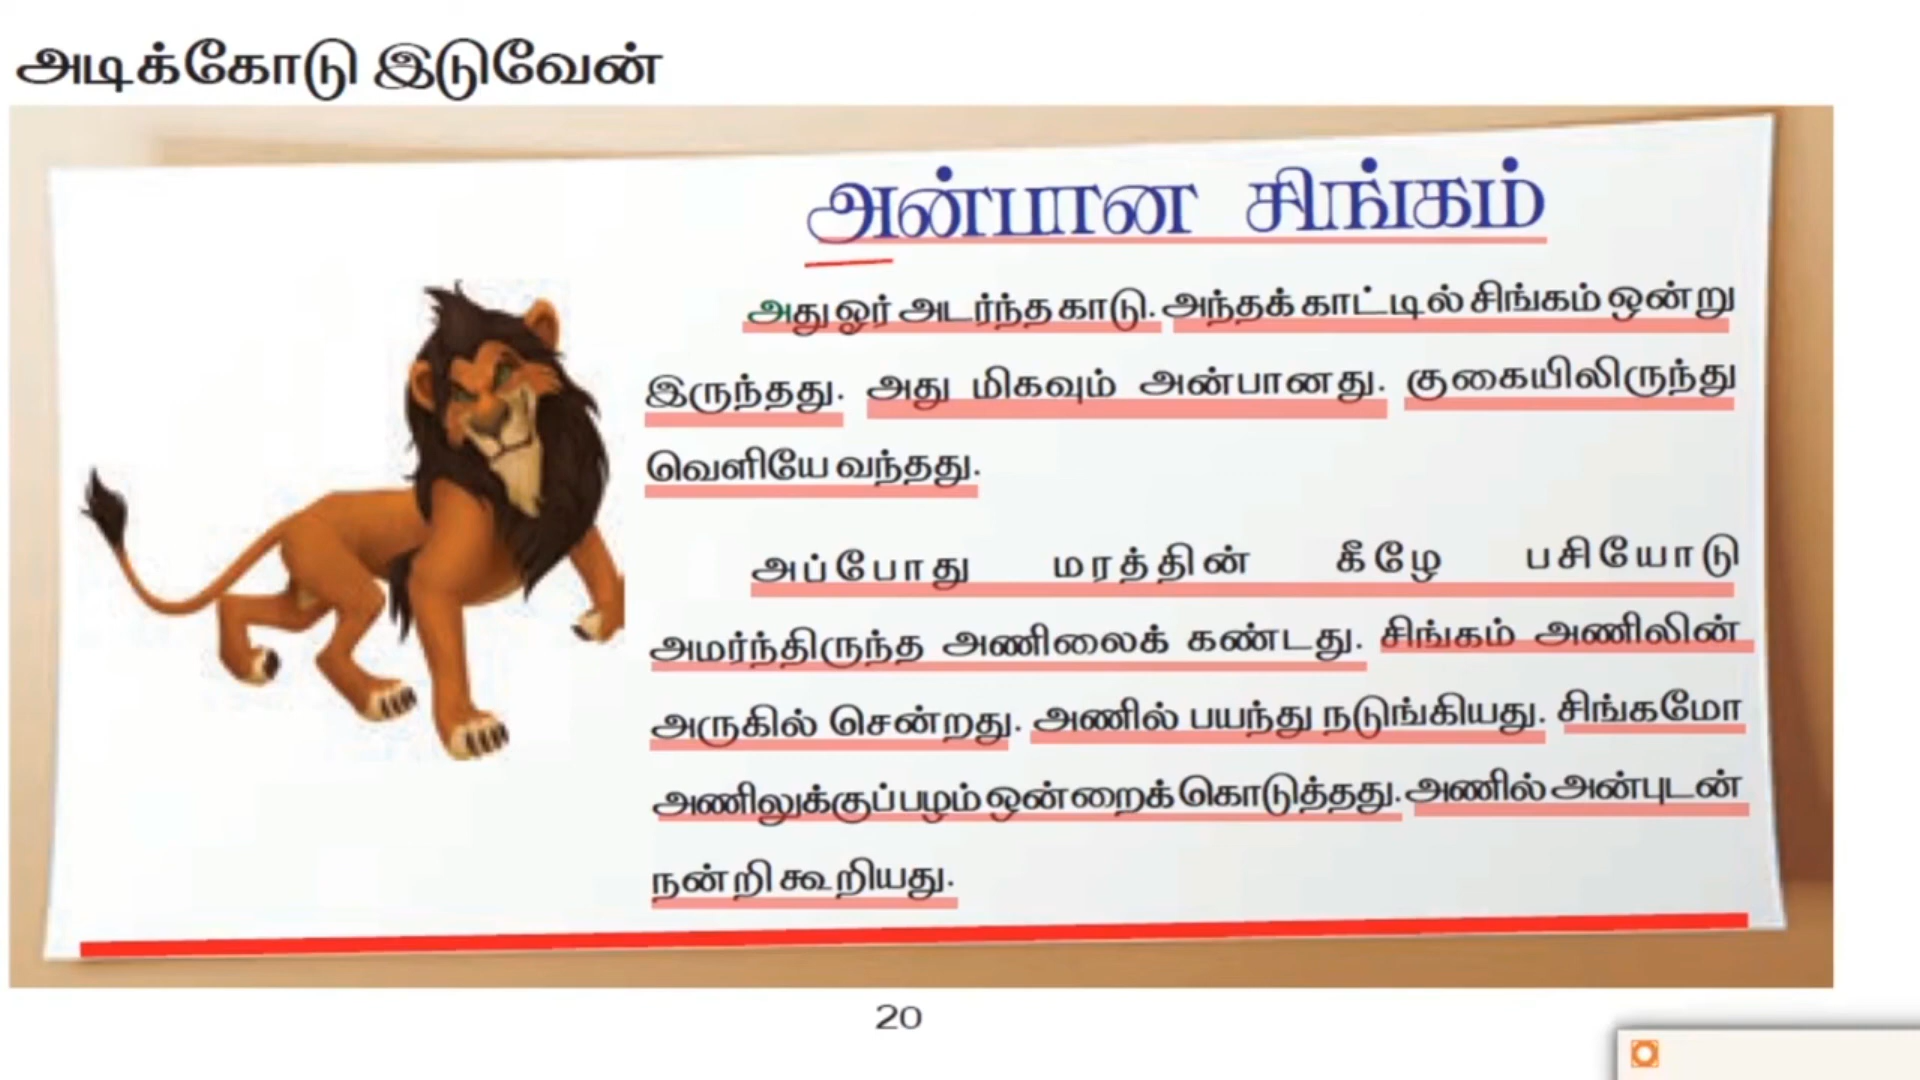 அடிக்கோடு இடுவேன்
அன்பான சிங்கம்
அது ஓர் அடர்ந்த காடு. அந்தக் காட்டில் சிங்கம் ஒன்று
இருந்தது. அது மிகவும் அன்பானது. குகையிலிருந்து
வெளியே வந்தது.
அப்போது மரத்தின் கீழே பசியோடு
அமர்ந்திருந்த அணிலைக் கண்டது. சிங்கம் அணிலின்
அருகில் சென்றது. அணில் பயந்து நடுங்கியது. சிங்கமோ
அணிலுக்குப் பழம் ஒன்றைக் கொடுத்தது. அணில் அன்புடன்
நன்றி கூறியது.
20